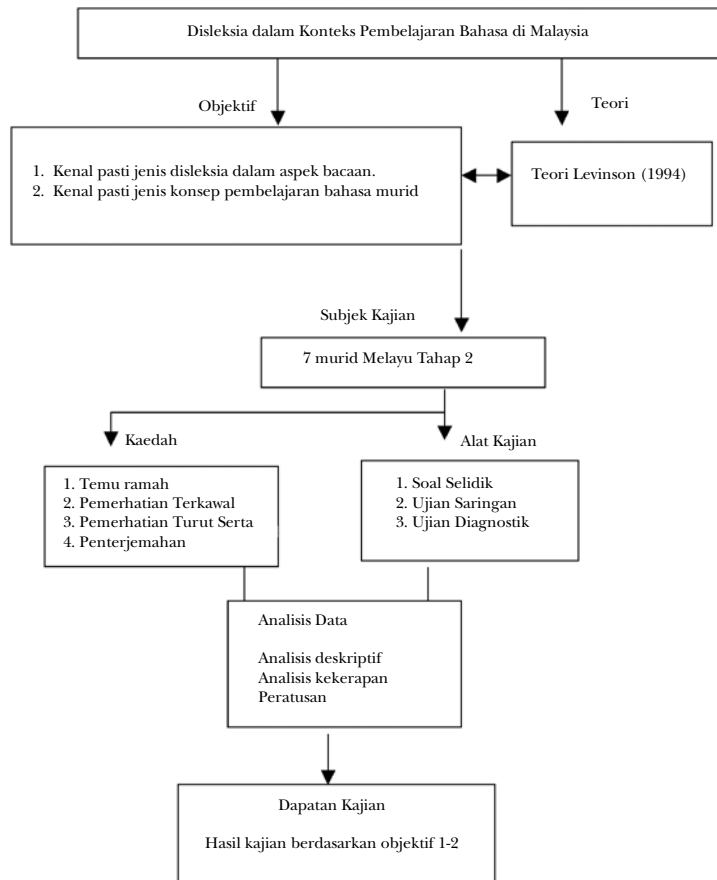 Disleksia dalam Konteks Pembelajaran Bahasa di Malaysia
Objektif
Teori
1. Kenal pasti jenis disleksia dalam aspek bacaan.
2. Kenal pasti jenis konsep pembelajaran bahasa murid
Teori Levinson (1994)
Subjek Kajian
7 murid Melayu Tahap 2
Kaedah
Alat Kajian
1. Temu ramah
2. Pemerhatian Terkawal
3. Pemerhatian Turut Serta
4. Penterjemahan
1. Soal Selidik
2. Ujian Saringan
3. Ujian Diagnostik
Analisis Data
Analisis deskriptif
Analisis kekerapan
Peratusan
Dapatan Kajian
Hasil kajian berdasarkan objektif 1-2